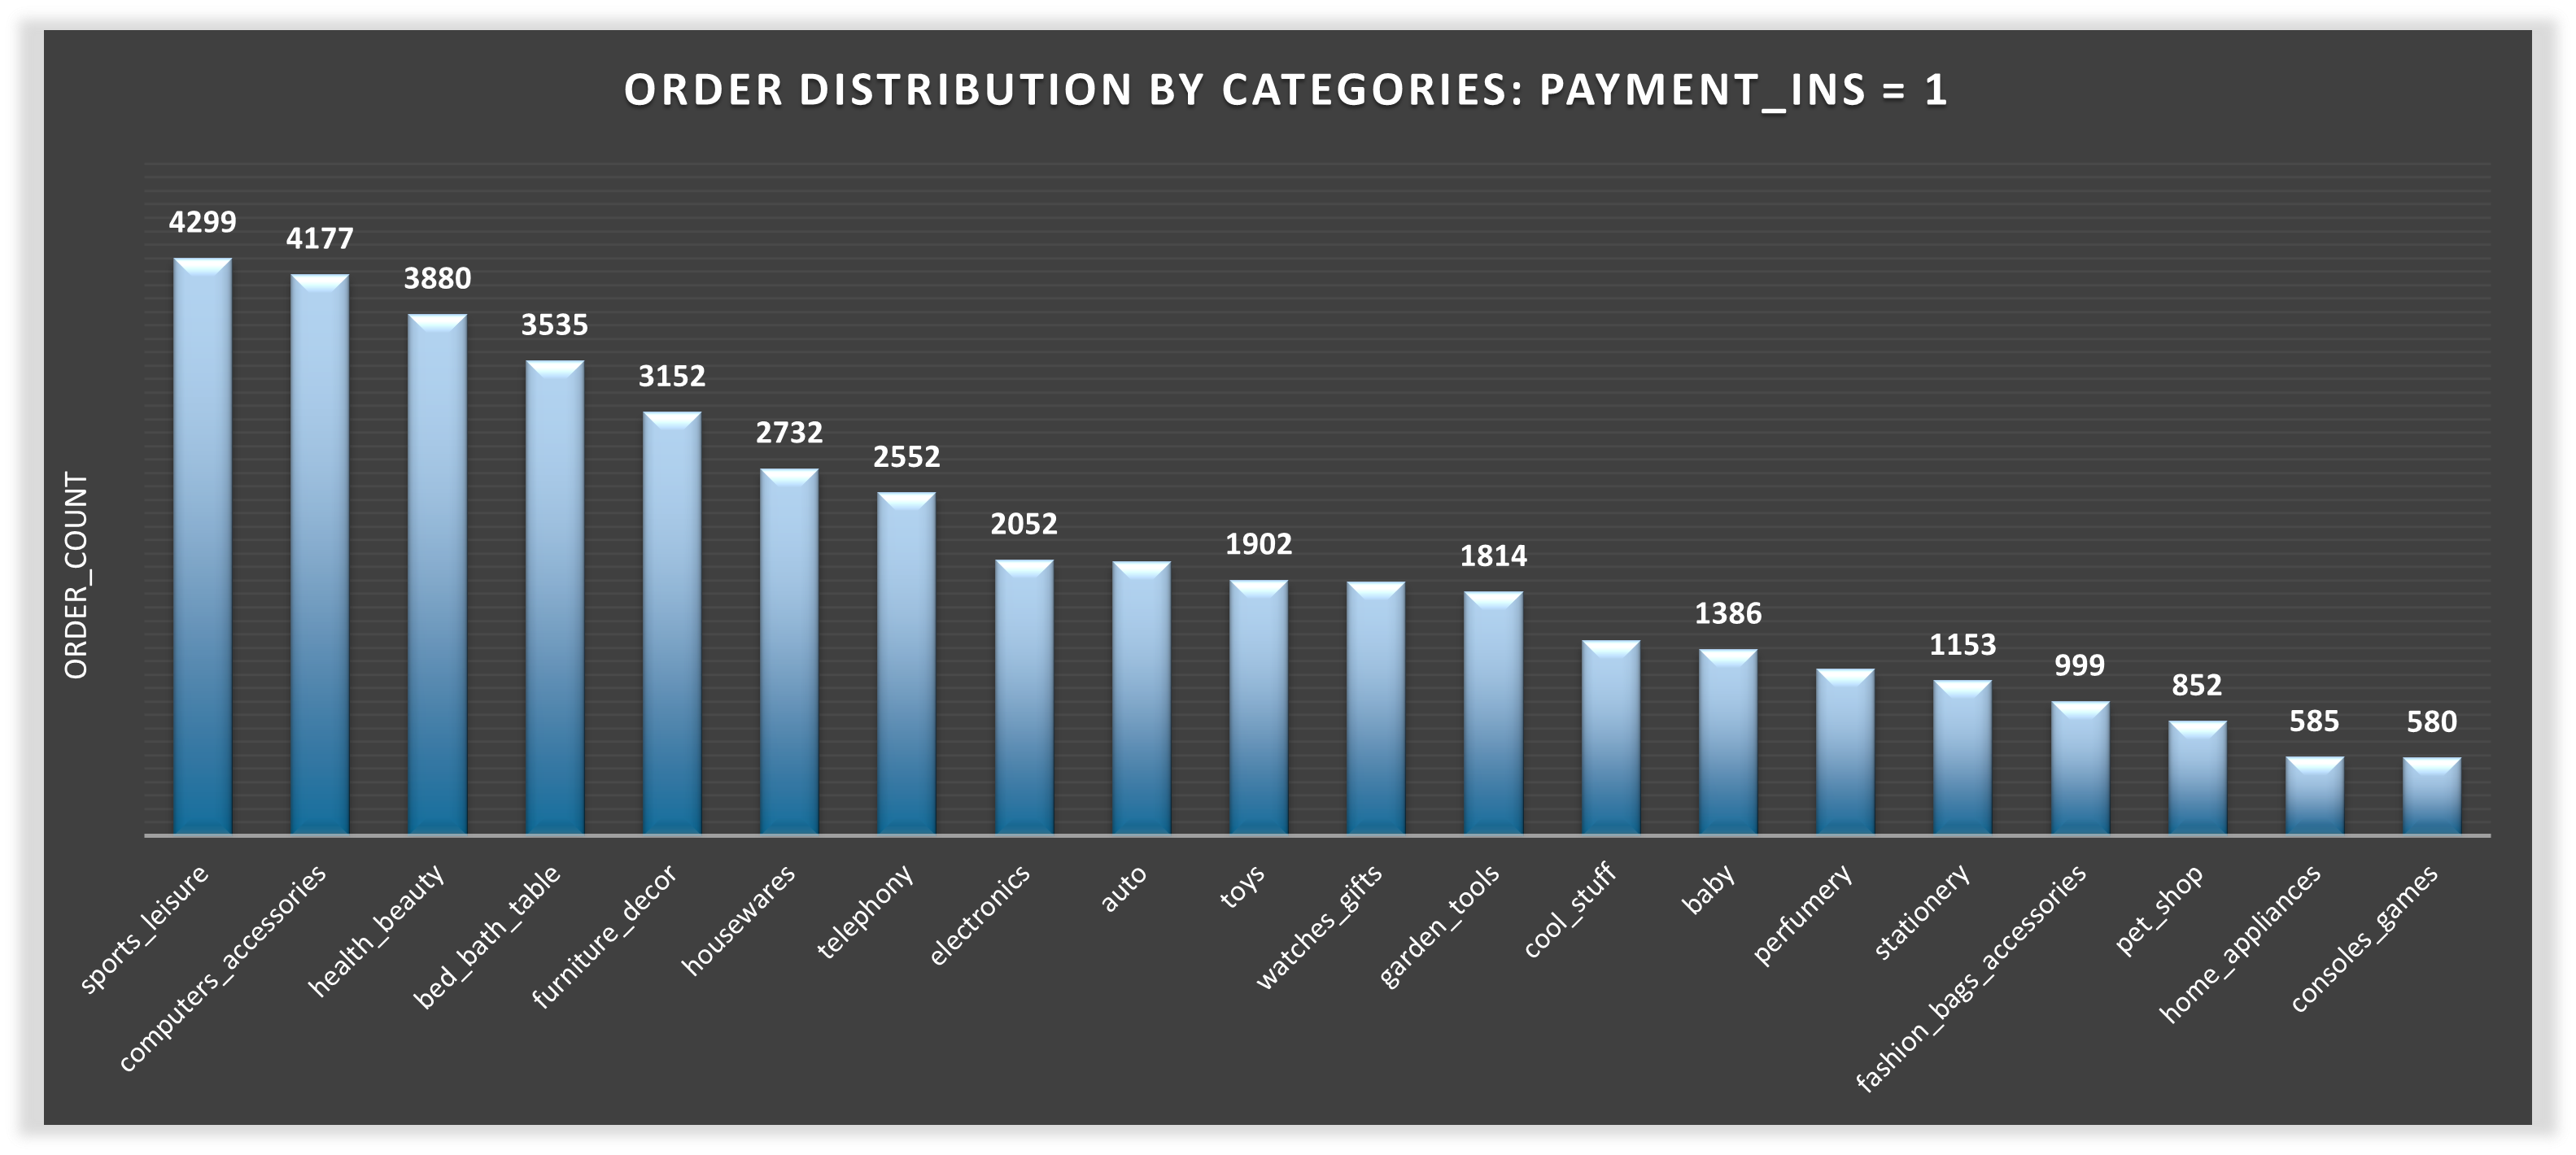 ORDER DISTRIBUTION BY CATEGORIES: PAYMENT_INS = 1
ORDER_COUNT
4299
4177
3880
3535
3152
2732
2552
2052
1902
1814
1386
1153
999
852
585
580
sports_leisure
computers_accessories
health_beauty
bed_bath_table
furniture_decor
housewares
telephony
electronics
auto
toys
watches_gifts
garden_tools
cool_stuff
baby
perfumery
stationery
fashion_bags_accessories
pet_shop
home_appliances
consoles_games